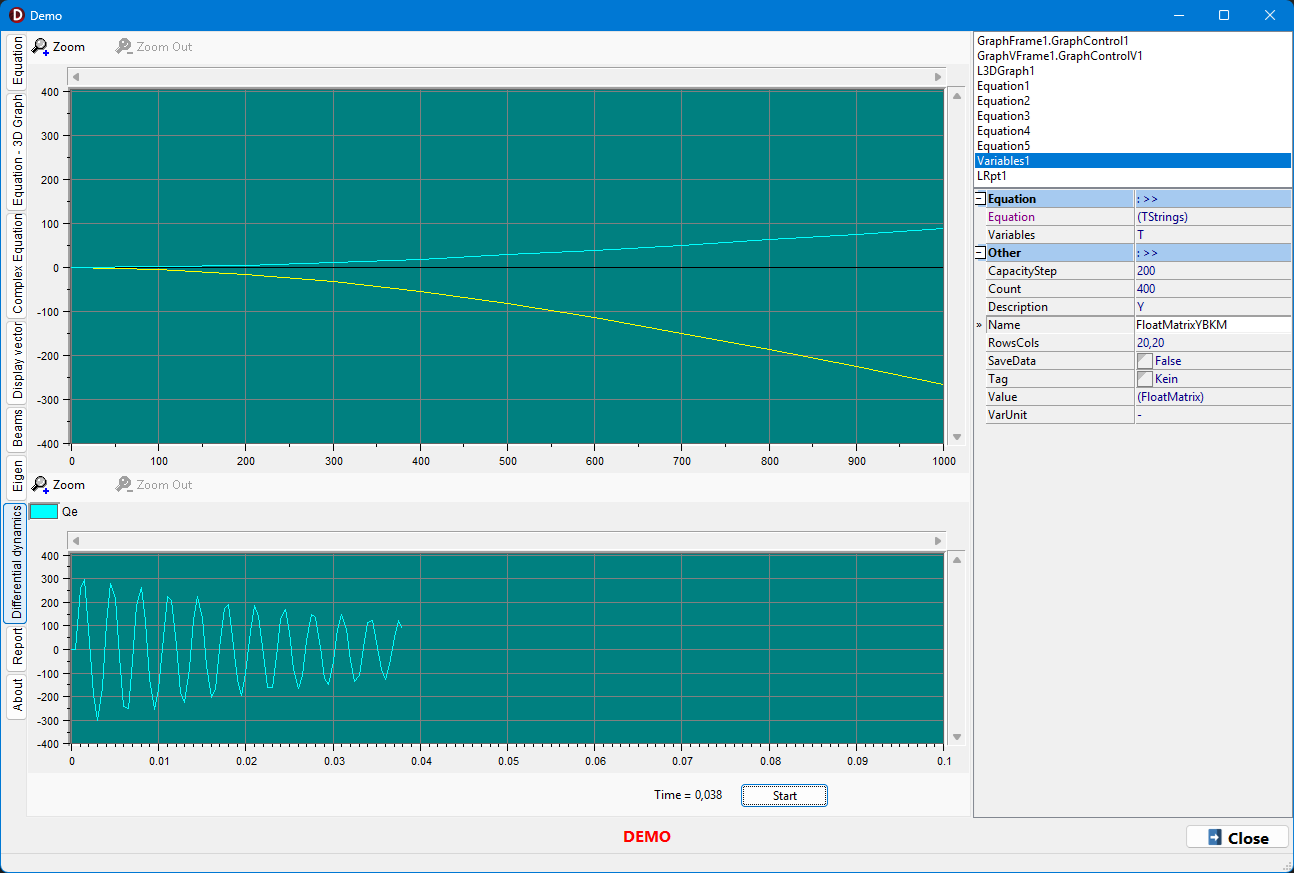 Demo
Equation
Equation - 3D Graph
Complex Equation
Display vector
Beams
Eigen
Differential dynamics
Report
About
Zoom
Zoom Out
400
300
200
100
0
-100
-200
-300
-400
0 100 200 300 400 500 600 700 800 900 1000
Zoom
Zoom Out
Qe
400
300
200
100
0
-100
-200
-300
-400
0 0.01 0.02 0.03 0.04 0.05 0.06 0.07 0.08 0.09 0.1
Time = 0,038
Start
GraphFrame1.GraphControl1
GraphVFrame1.GraphControlV1
L3DGraph1
Equation1
Equation2
Equation3
Equation4
Equation5
Variables1
LRpt1
Equation : >>
Equation (TStrings)
Variables T
Other : >>
CapacityStep 200
Count 400
Description Y
» Name FloatMatrixYBKM
RowsCols 20,20
SaveData False
Tag Kein
Value (FloatMatrix)
VarUnit -
DEMO
Close